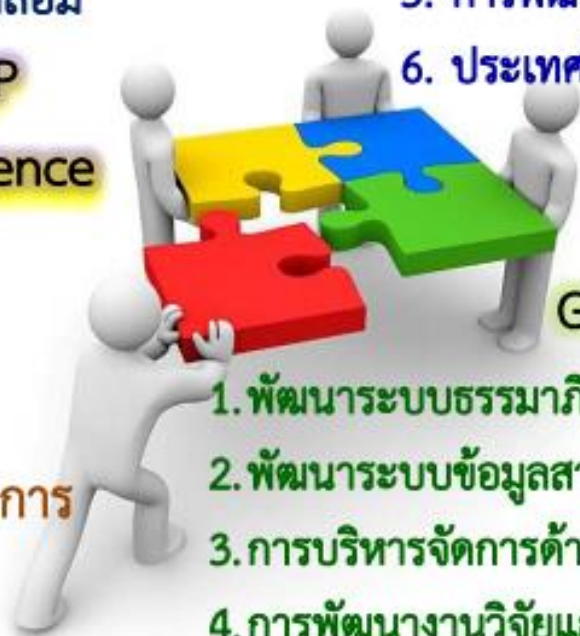 5. การพัฒ
P
6. ประเทศ
ence
G
1. พัฒนาระบบธรรมาภิ
2. พัฒนาระบบข้อมูลสา
การ
3. การบริหารจัดการด้า
4. การพัฒนางานวิจัยแล